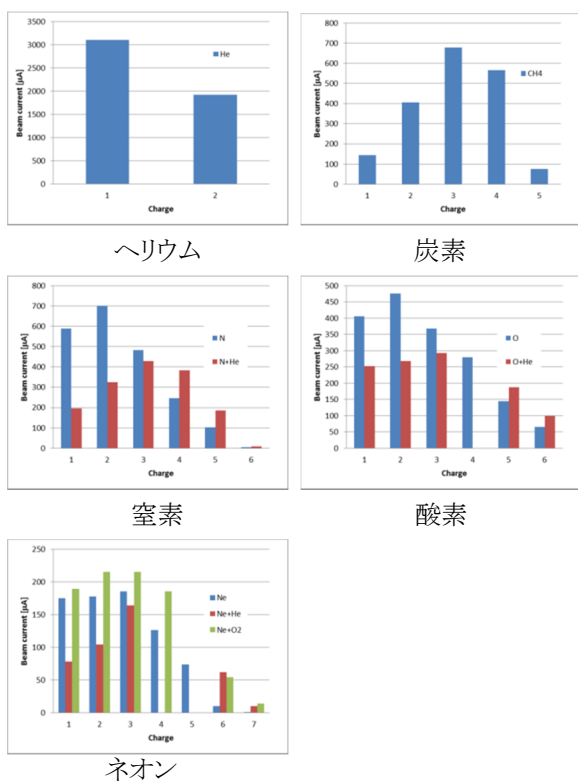 3500
3000
2500
2000
1500
1000
500
0
Beam current [μA]
He
1 2
Charge
ヘリウム
800
700
600
500
400
300
200
100
0
Beam current [μA]
CH4
1 2 3 4 5
Charge
炭素
800
700
600
500
400
300
200
100
0
Beam current [μA]
N
N+He
1 2 3 4 5 6
Charge
窒素
500
450
400
350
300
250
200
150
100
50
0
Beam current [μA]
O
O+He
1 2 3 4 5 6
Charge
酸素
250
200
150
100
50
0
Beam current [μA]
Ne
Ne+He
Ne+O2
1 2 3 4 5 6 7
Charge
ネオン